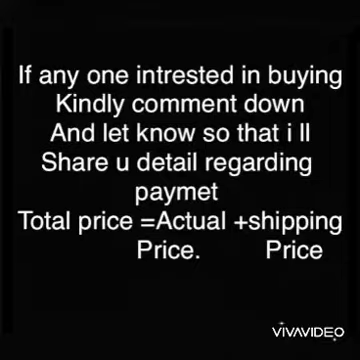 If any one intrested in buying
Kindly comment down
And let know so that i ll
Share u detail regarding
paymet
Total price =Actual +shipping
Price. Price
VIVAVIDEO